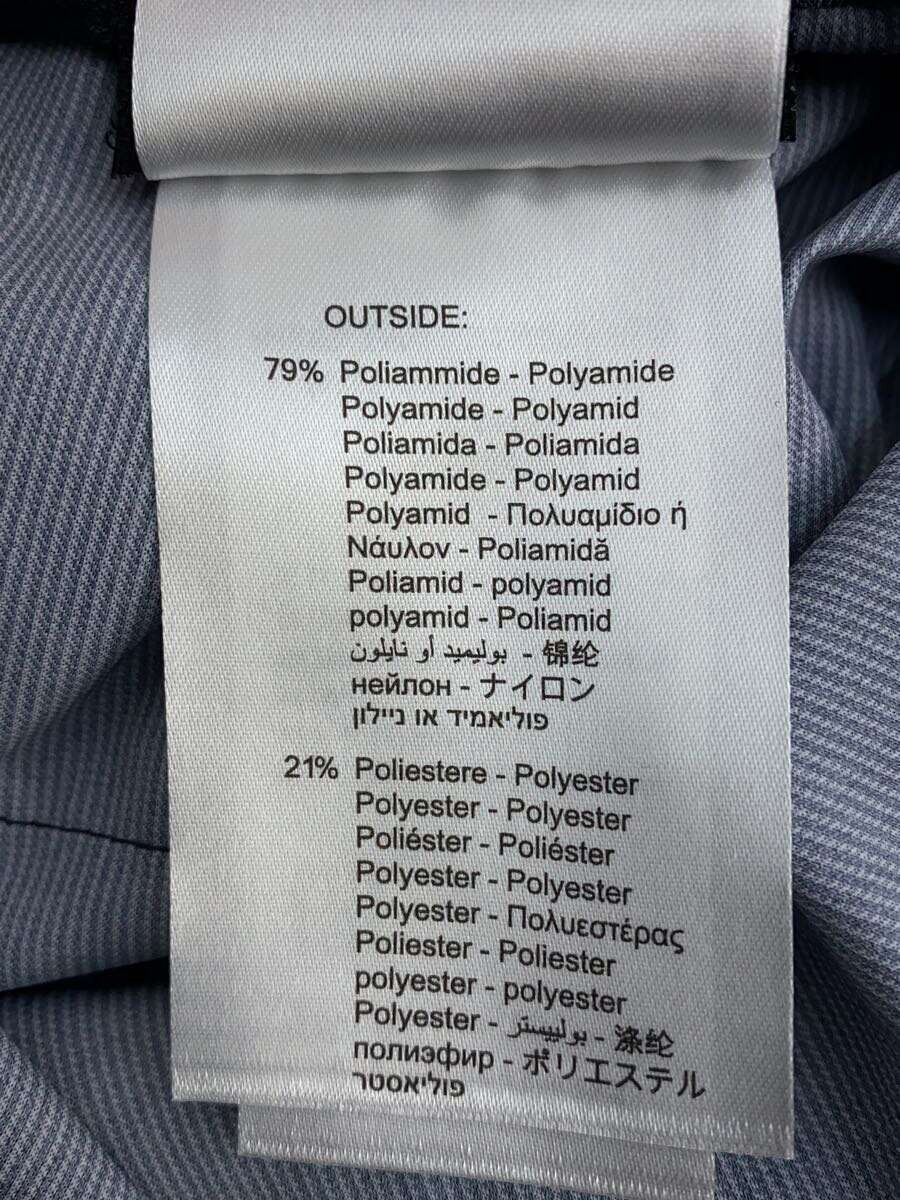 OUTSIDE:
79% Poliammide - Polyamide
Polyamide - Polyamid
Poliamida - Poliamida
Polyamide - Polyamid
Polyamid - Πολυαμίδιο ή
Νάυλον - Poliamidă
Poliamid - polyamid
polyamid - Poliamid
بوليميد أو نايلون - 锦纶
нейлон - ナイロン
פוליאמיד או ניילון
21% Poliestere - Polyester
Polyester - Polyester
Poliéster - Poliéster
Polyester - Polyester
Polyester - Πολυεστέρας
Poliester - Poliester
polyester - polyester
Polyester - بوليستر - 涤纶
полиэфир - ポリエステル
פוליאסטר